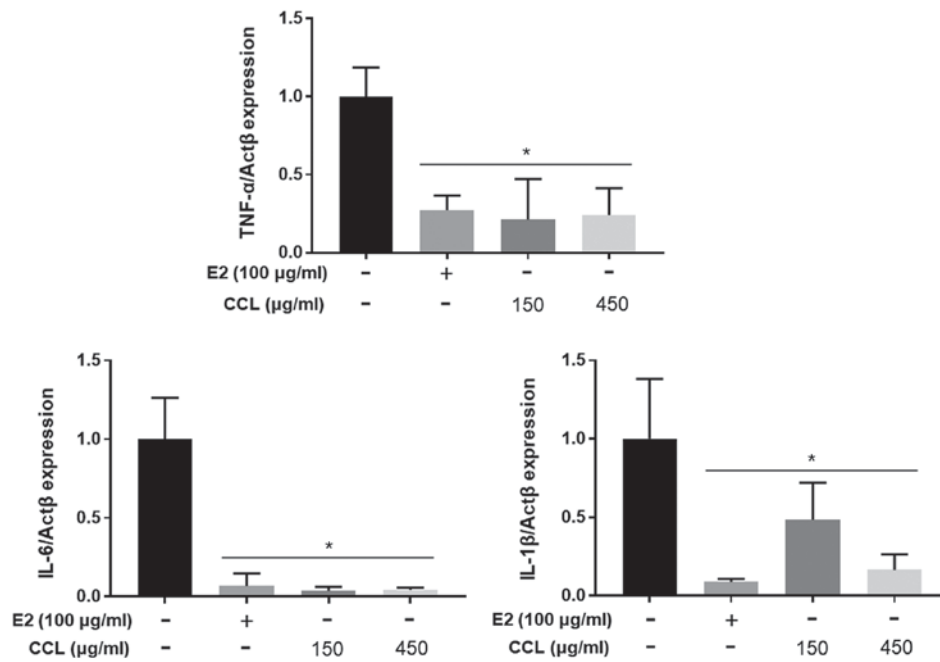 TNF-α/Actβ expression
1.5
1.0
0.5
0.0
*
E2 (100 µg/ml) - + - -
CCL (µg/ml) - - 150 450
IL-6/Actβ expression
1.5
1.0
0.5
0.0
*
E2 (100 µg/ml) - + - -
CCL (µg/ml) - - 150 450
IL-1β/Actβ expression
1.5
1.0
0.5
0.0
*
E2 (100 µg/ml) - + - -
CCL (µg/ml) - - 150 450